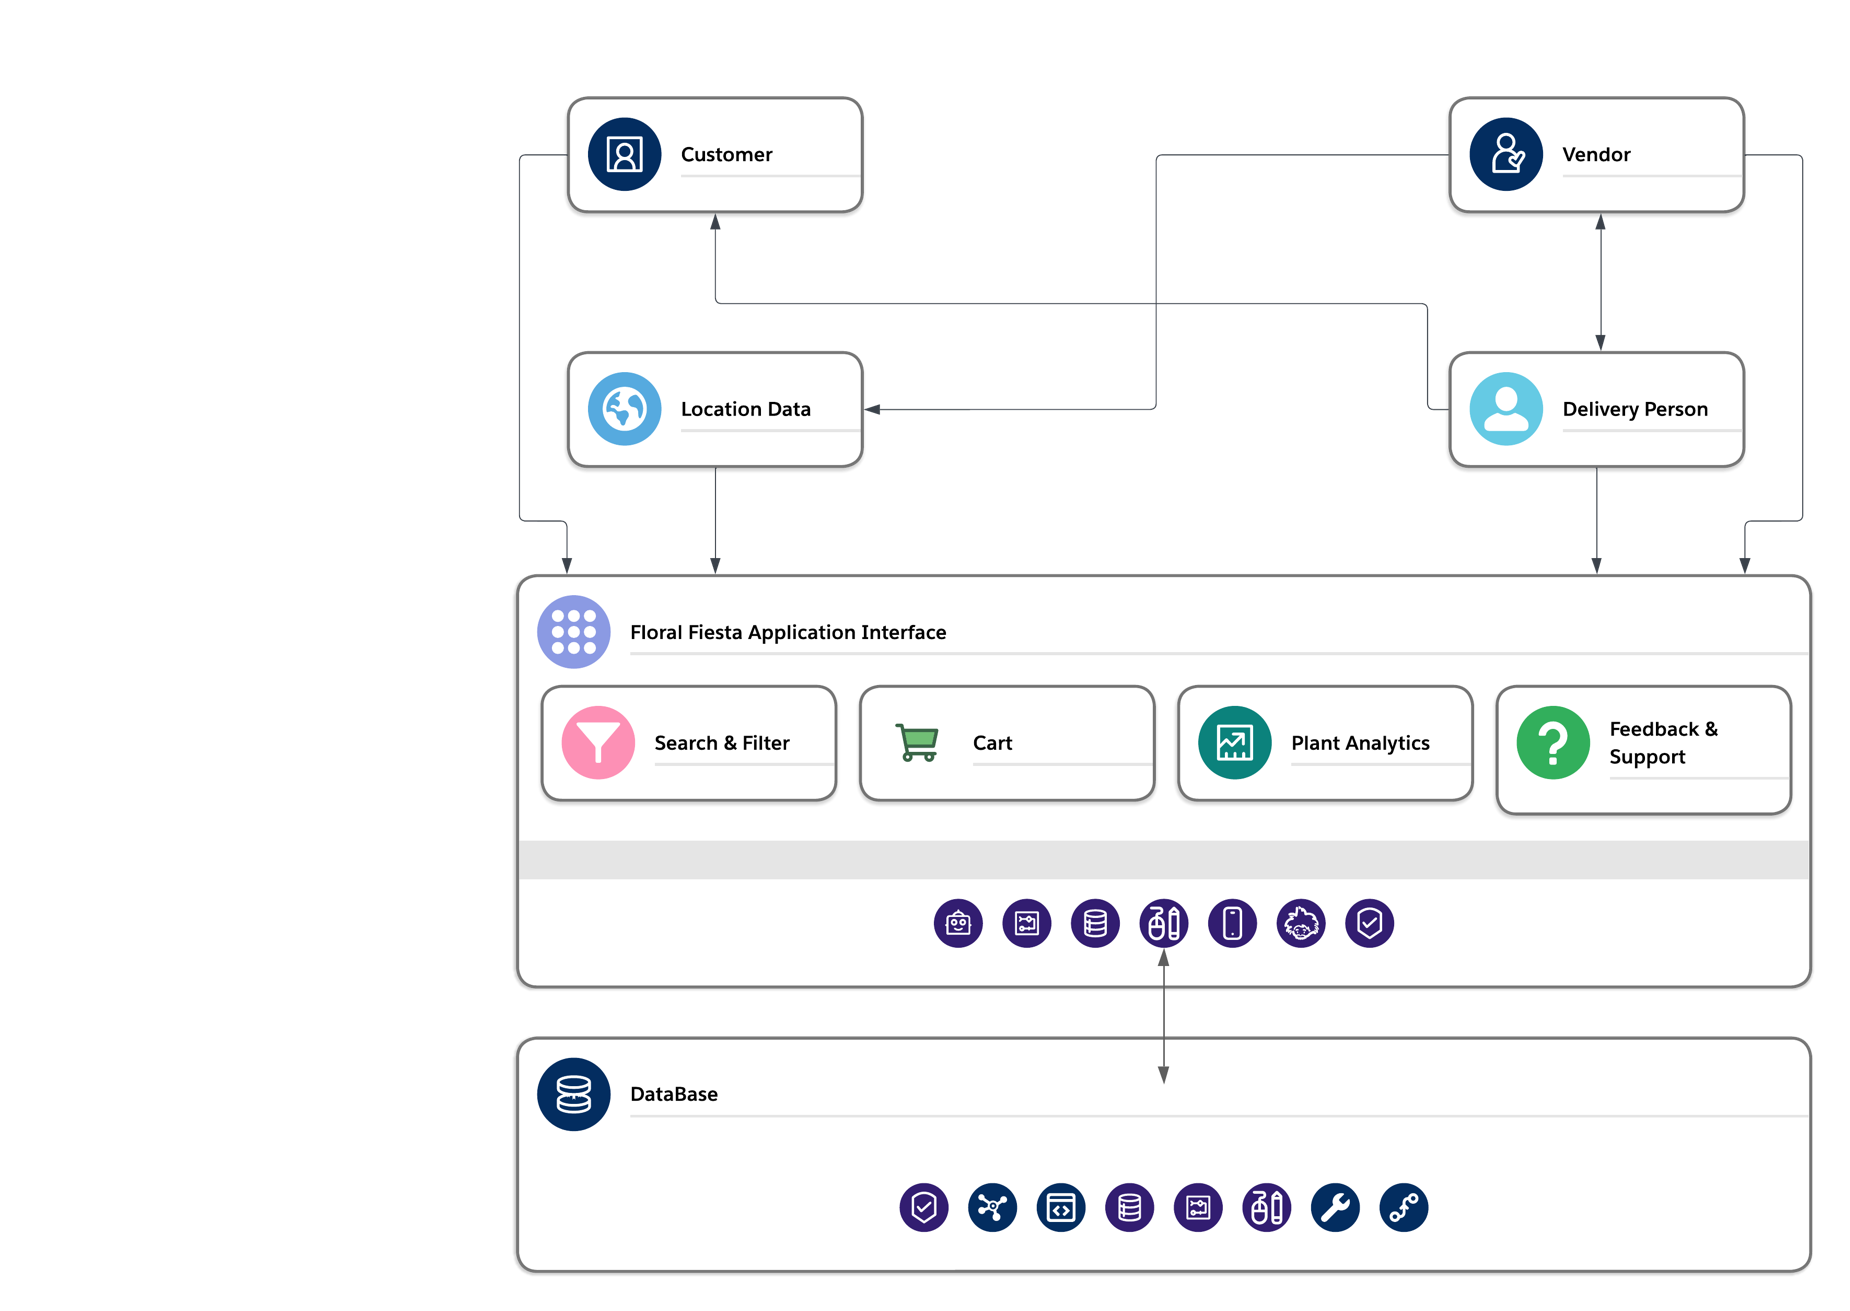 Customer
Vendor
Location Data
Delivery Person
Floral Fiesta Application Interface
Search & Filter
Cart
Plant Analytics
Feedback &
Support
DataBase